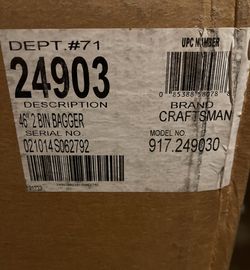 DEPT.#71
UPC NUMBER
24903
DESCRIPTION
BRAND
46" 2 BIN BAGGER
CRAFTSMAN
SERIAL NO.
MODEL NO.
021014S062792
917.249030